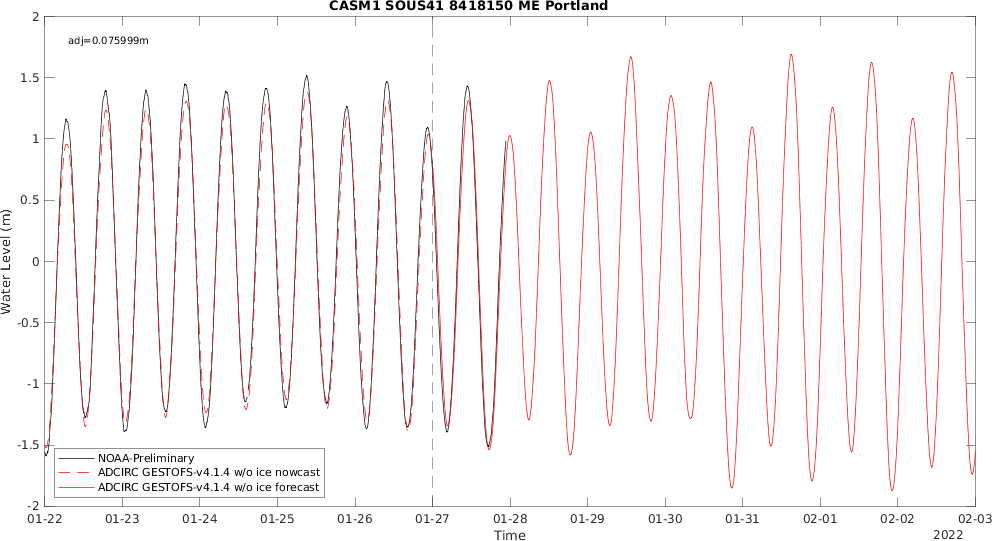 CASM1 SOUS41 8418150 ME Portland
adj=0.075999m
2
1.5
1
0.5
0
-0.5
-1
-1.5
-2
Water Level (m)
NOAA-Preliminary
ADCIRC GESTOFS-v4.1.4 w/o ice nowcast
ADCIRC GESTOFS-v4.1.4 w/o ice forecast
01-22 01-23 01-24 01-25 01-26 01-27 01-28 01-29 01-30 01-31 02-01 02-02 02-03
Time
2022